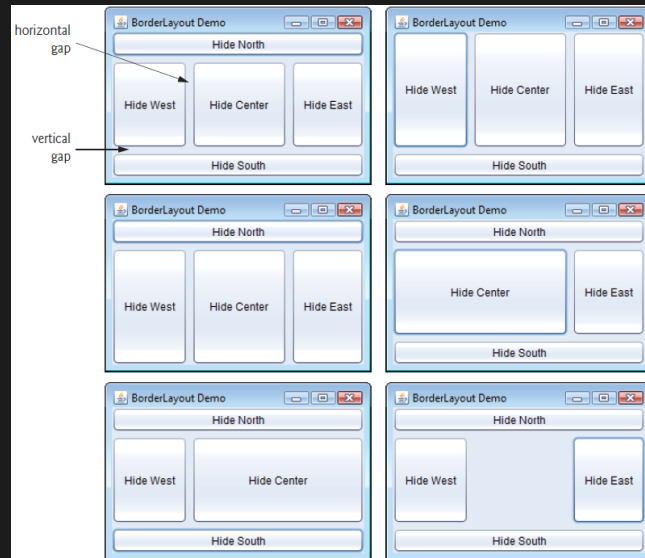 horizontal
gap
vertical
gap
BorderLayout Demo
Hide North
Hide West Hide Center Hide East
Hide South
BorderLayout Demo
Hide West Hide Center Hide East
Hide South
BorderLayout Demo
Hide North
Hide West Hide Center Hide East
BorderLayout Demo
Hide North
Hide Center Hide East
Hide South
BorderLayout Demo
Hide North
Hide West Hide Center
Hide South
BorderLayout Demo
Hide North
Hide West Hide East
Hide South